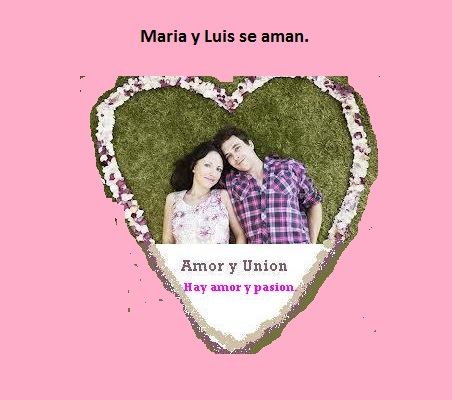 Maria y Luis se aman.
Amor y Union
Hay amor y pasion.